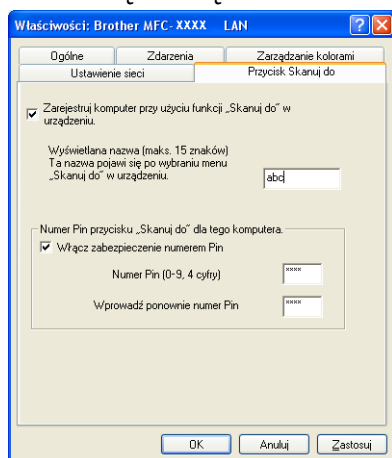 Właściwości: Brother MFC-XXXX LAN
Ogólne Zdarzenia Zarządzanie kolorami
Ustawienie sieci Przycisk Skanuj do
Zarejestruj komputer przy użyciu funkcji „Skanuj do” w
urządzeniu.
Wyświetlana nazwa (maks. 15 znaków)
Ta nazwa pojawi się po wybraniu menu
„Skanuj do” w urządzeniu.
abc
Numer Pin przycisku „Skanuj do” dla tego komputera.
Włącz zabezpieczenie numerem Pin
Numer Pin (0-9, 4 cyfry) xxxx
Wprowadź ponownie numer Pin xxxx
OK Anuluj Zastosuj